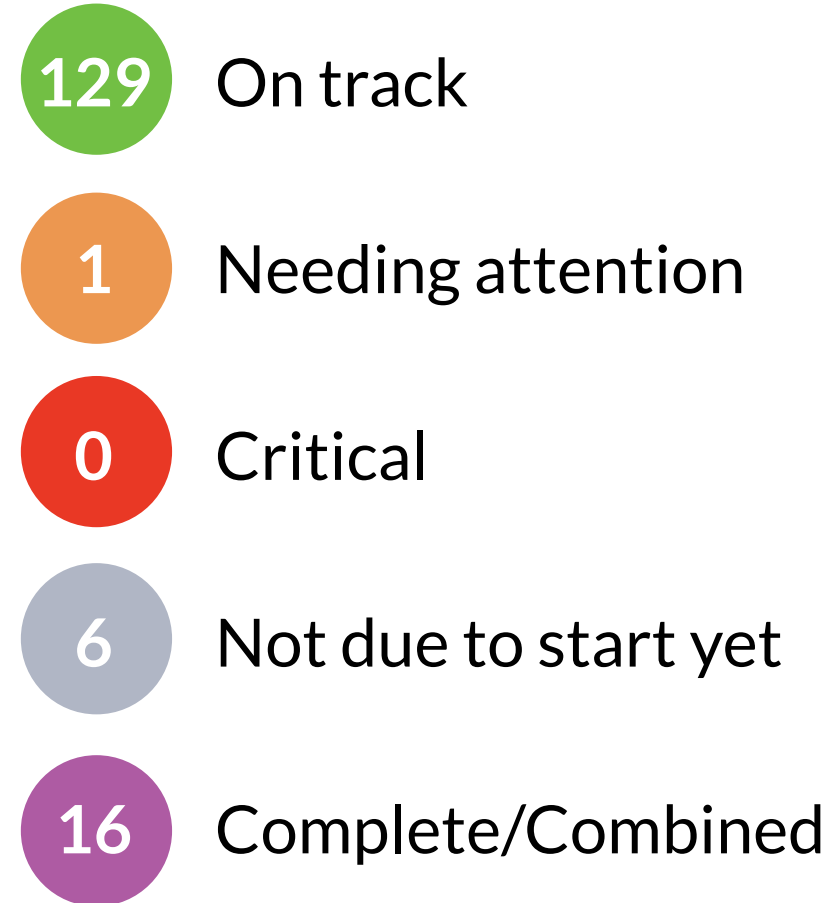 129 On track
1 Needing attention
0 Critical
6 Not due to start yet
16 Complete/Combined